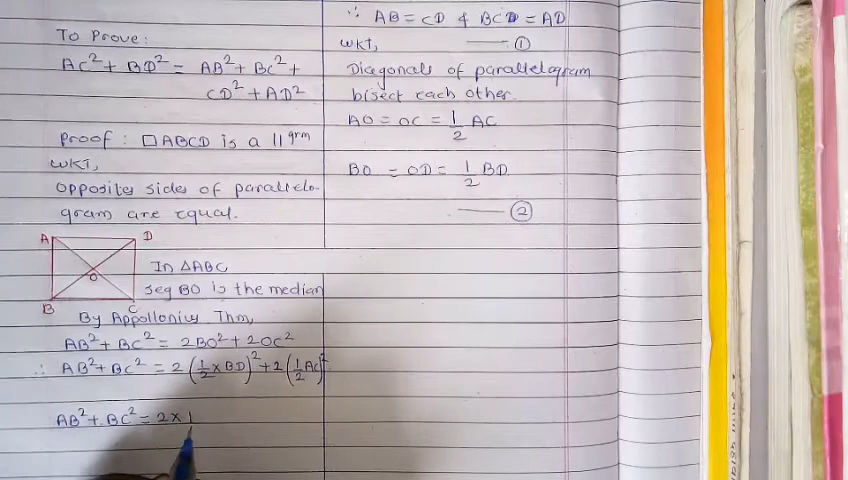 To Prove:
AC² + BD² = AB² + BC² +
CD² + AD²
Proof : □ABCD is a ||grm
WKT,
opposite sides of parallelo-
gram are equal.
A D
O
B C
In △ABC
seg BO is the median
By Appollonius Thm,
AB² + BC² = 2BO² + 2OC²
∴ AB² + BC² = 2 (1/2 × BD)² + 2 (1/2 AC)²
AB² + BC² = 2 × 1
∴ AB = CD & BC = AD
WKT, —— ①
Diagonals of parallelogram
bisect each other.
AO = OC = 1/2 AC
BO = OD = 1/2 BD
—— ②